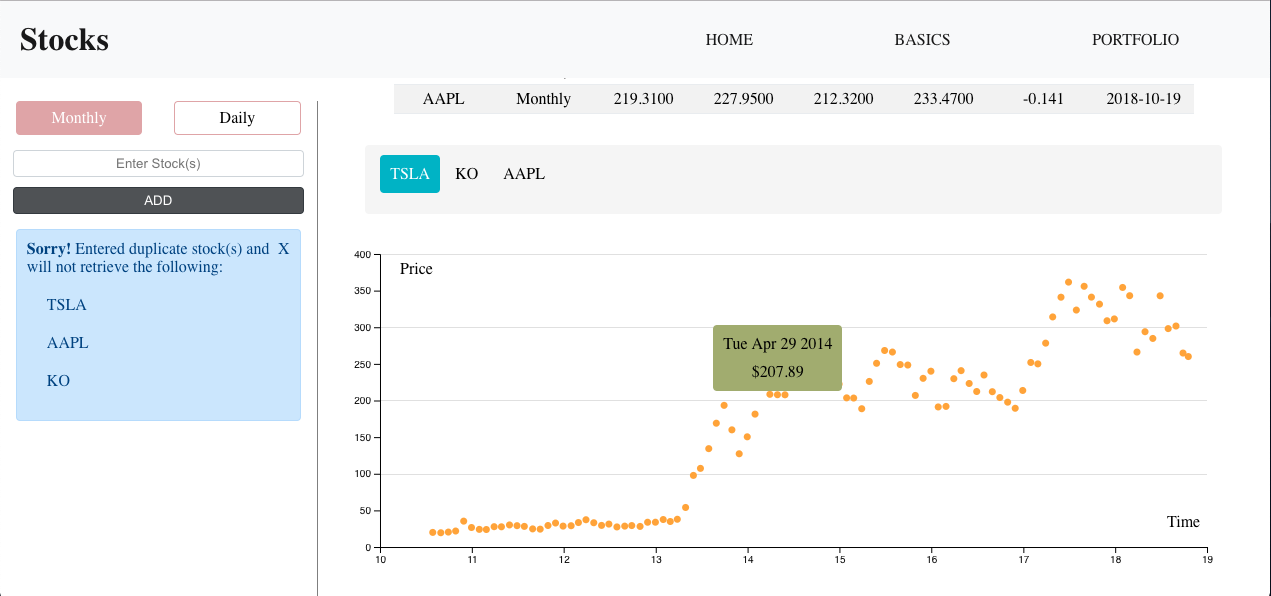 Stocks HOME BASICS PORTFOLIO
AAPL Monthly 219.3100 227.9500 212.3200 233.4700 -0.141 2018-10-19
Monthly Daily
Enter Stock(s)
ADD
Sorry! Entered duplicate stock(s) and X
will not retrieve the following:
TSLA
AAPL
KO
TSLA KO AAPL
Price
400
350
300
250
200
150
100
50
0
Tue Apr 29 2014
$207.89
Time
10 11 12 13 14 15 16 17 18 19